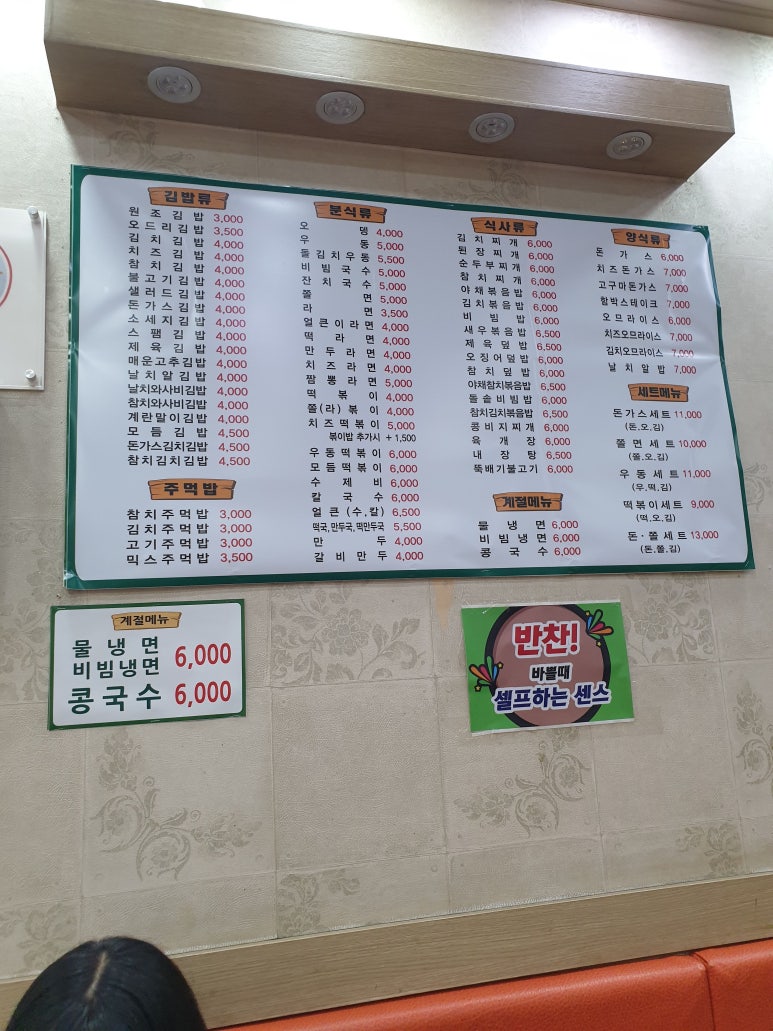 김밥류
원조김밥 3,000
오드리김밥 3,500
김치김밥 4,000
치즈김밥 4,000
참치김밥 4,000
불고기김밥 4,000
샐러드김밥 4,000
돈가스김밥 4,000
소세지김밥 4,000
스팸김밥 4,000
제육김밥 4,000
매운고추김밥 4,000
날치알김밥 4,000
날치와사비김밥 4,000
참치와사비김밥 4,000
계란말이김밥 4,000
모듬김밥 4,500
돈가스김치김밥 4,500
참치김치김밥 4,500
주먹밥
참치주먹밥 3,000
김치주먹밥 3,000
고기주먹밥 3,000
믹스주먹밥 3,500
분식류
오뎅 4,000
우동 5,000
돌김치우동 5,500
비빔국수 5,000
잔치국수 5,000
쫄면 5,000
라면 3,500
얼큰이라면 4,000
떡라면 4,000
만두라면 4,000
치즈라면 4,000
짬뽕라면 5,000
떡볶이 4,000
쫄(라)볶이 4,000
치즈떡볶이 5,000
볶이밥 추가시 +1,500
우동떡볶이 6,000
모듬떡볶이 6,000
수제비 6,000
칼국수 6,000
얼큰(수,칼) 6,500
떡국,만두국,떡만두국 5,500
만두 4,000
갈비만두 4,000
식사류
김치찌개 6,000
된장찌개 6,000
순두부찌개 6,000
참치찌개 6,000
야채볶음밥 6,000
김치볶음밥 6,000
비빔밥 6,000
새우볶음밥 6,500
제육덮밥 6,500
오징어덮밥 6,500
참치덮밥 6,000
야채참치볶음밥 6,500
돌솥비빔밥 6,000
참치김치볶음밥 6,500
콩비지찌개 6,000
육개장 6,000
내장탕 6,500
뚝배기불고기 6,000
계절메뉴
물냉면 6,000
비빔냉면 6,000
콩국수 6,000
양식류
돈가스 6,000
치즈돈가스 7,000
고구마돈가스 7,000
함박스테이크 7,000
오므라이스 6,000
치즈오므라이스 7,000
김치오므라이스 7,000
날치알밥 7,000
세트메뉴
돈가스세트 11,000
(돈.오.김)
쫄면세트 10,000
(쫄.오.김)
우동세트 11,000
(우.떡.김)
떡볶이세트 9,000
(떡.오.김)
돈·쫄세트 13,000
(돈.쫄.김)
계절메뉴
물냉면
비빔냉면 6,000
콩국수 6,000
반찬!
바쁠때
셀프하는 센스